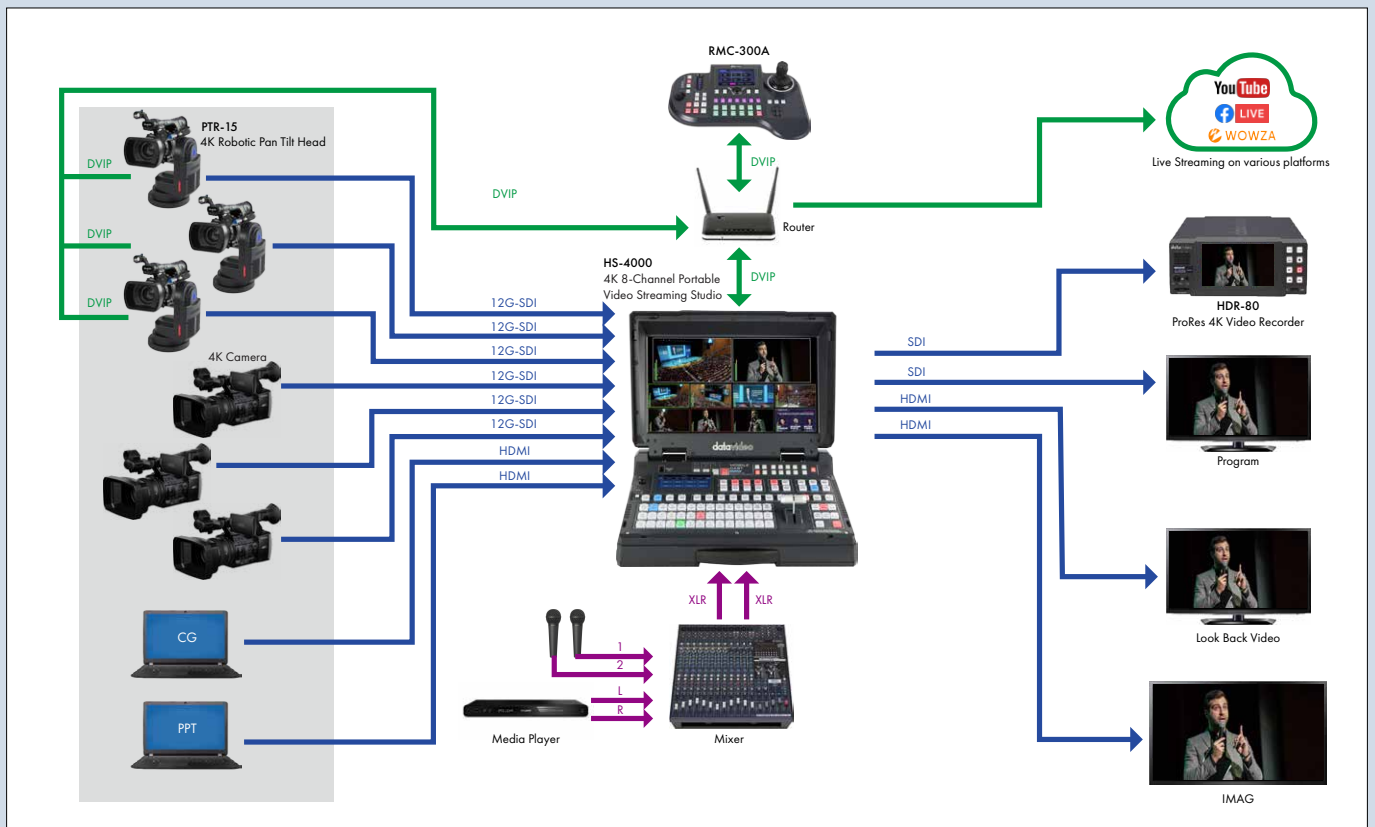 RMC-300A
DVIP
Router
DVIP
YouTube
LIVE
WOWZA
Live Streaming on various platforms
PTR-15
4K Robotic Pan Tilt Head
DVIP
DVIP
DVIP
DVIP
4K Camera
CG
PPT
HS-4000
4K 8-Channel Portable
Video Streaming Studio
12G-SDI
12G-SDI
12G-SDI
12G-SDI
12G-SDI
12G-SDI
HDMI
HDMI
datavideo
XLR
XLR
1
2
L
R
Media Player
Mixer
SDI
SDI
HDMI
HDMI
datavideo
HDR-80
ProRes 4K Video Recorder
Program
Look Back Video
IMAG